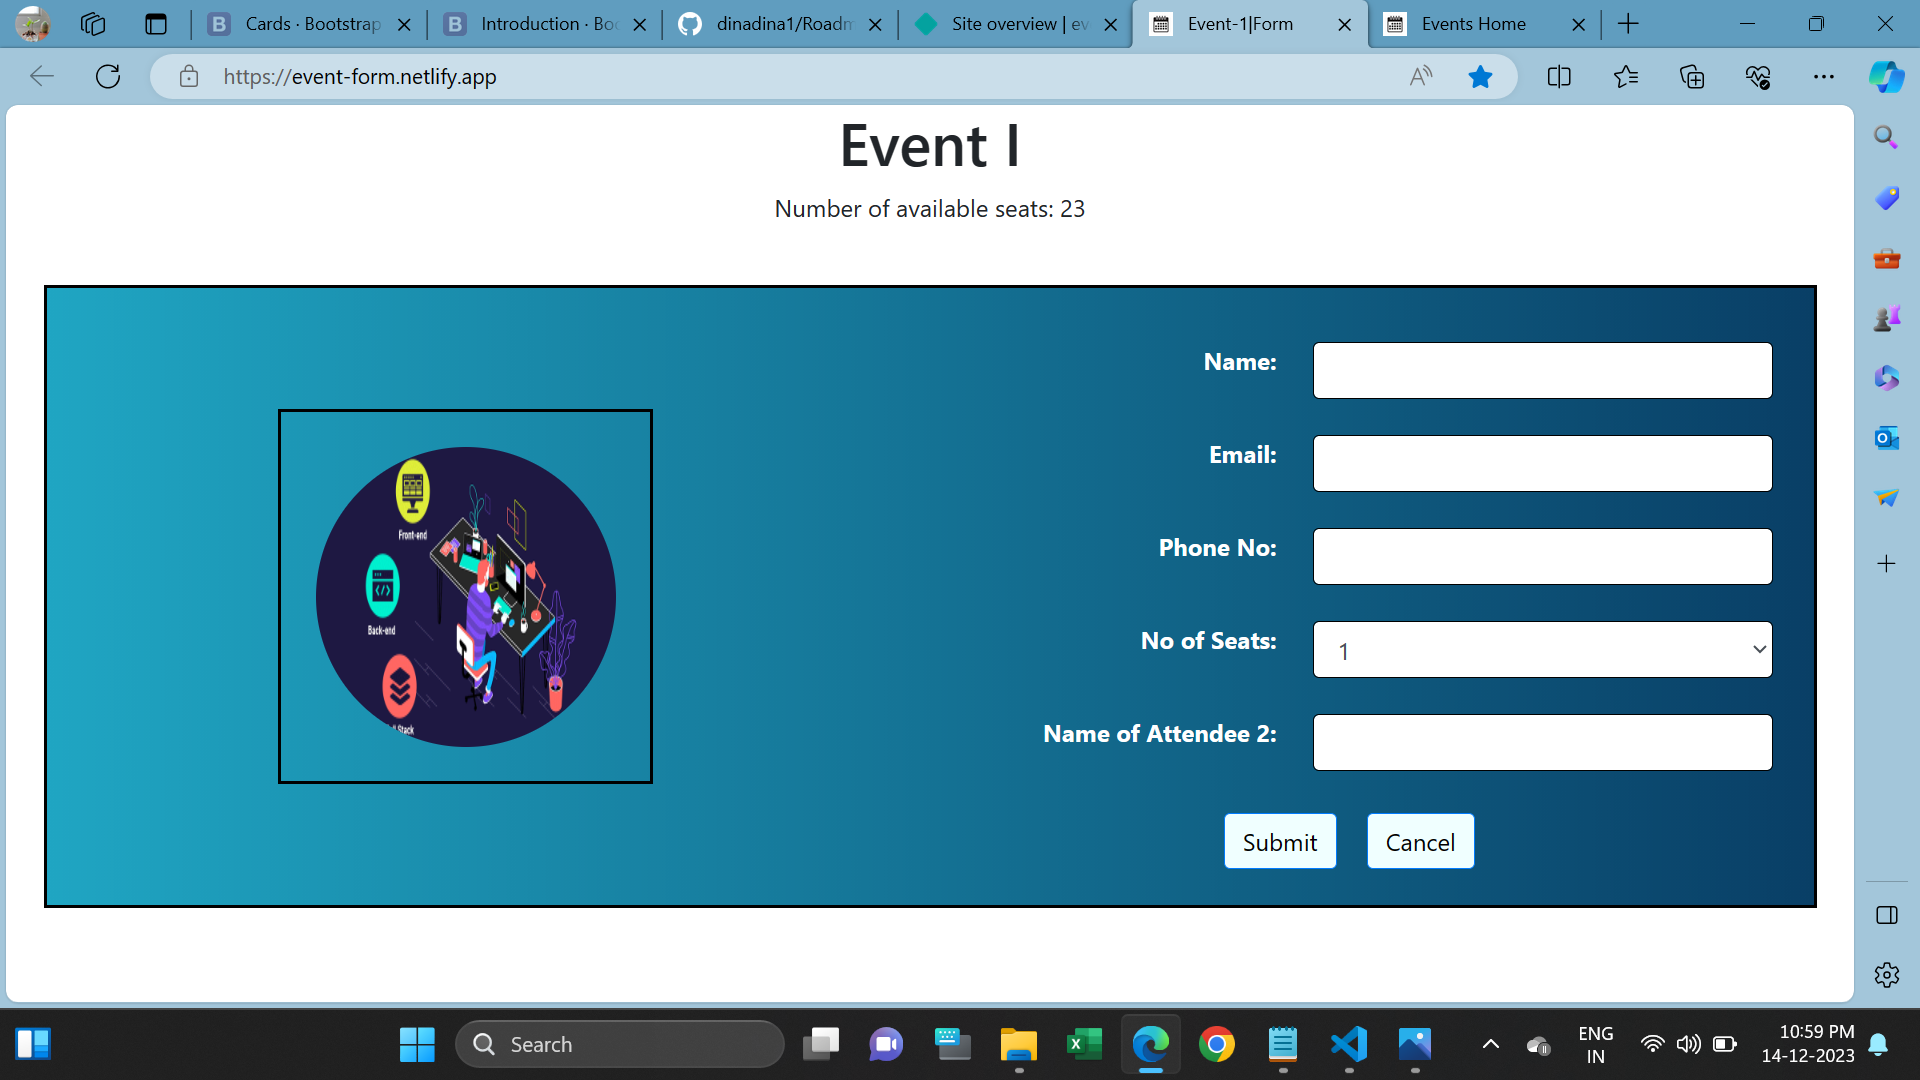 Cards · Bootstrap
Introduction · Boo
dinadina1/Roadm
Site overview | ev
Event-1|Form
Events Home
https://event-form.netlify.app
Event I
Number of available seats: 23
Name:
Email:
Phone No:
No of Seats:
1
Name of Attendee 2:
Submit
Cancel
Front-end
Back-end
Stack
Search
ENG
IN
10:59 PM
14-12-2023